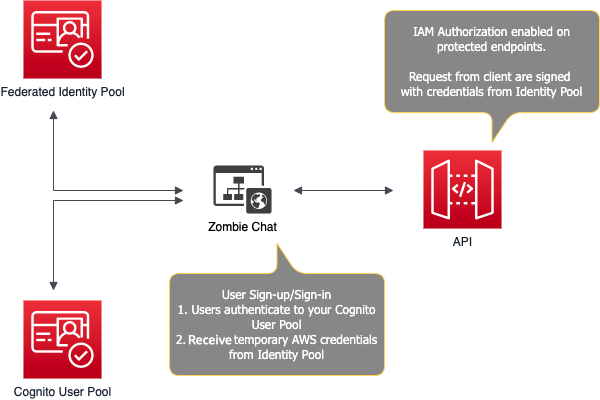 IAM Authorization enabled on
protected endpoints.
Request from client are signed
with credentials from Identity Pool
Federated Identity Pool
Zombie Chat
API
User Sign-up/Sign-in
1. Users authenticate to your Cognito
User Pool
2. Receive temporary AWS credentials
from Identity Pool
Cognito User Pool